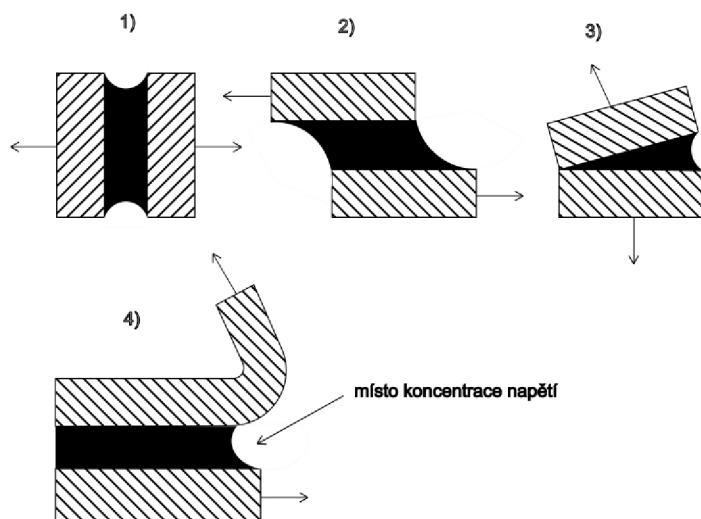 1)
2)
3)
4)
místo koncentrace napětí